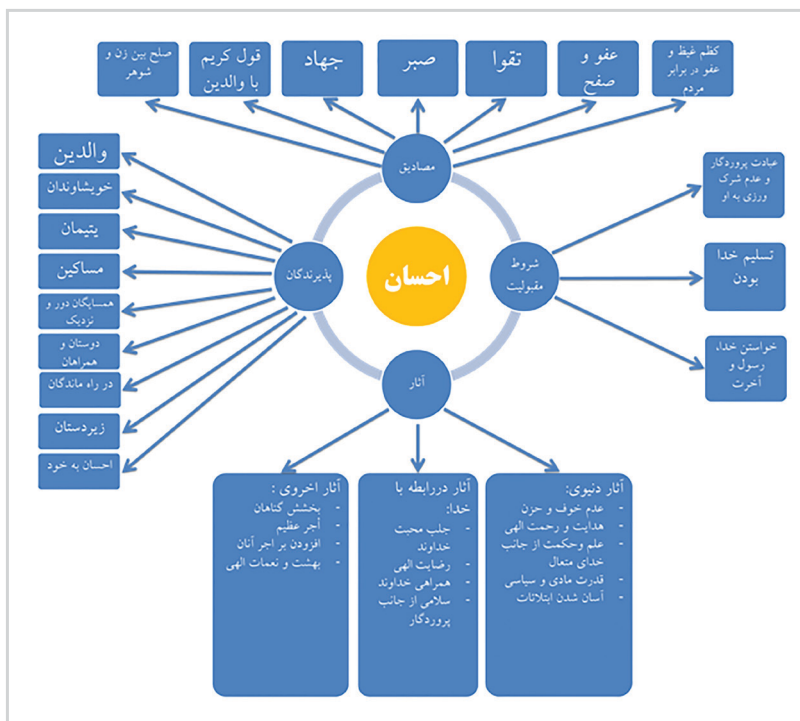 کظم غیظ و
عفو در برابر
مردم
عفو و
صفح
تقوا
صبر
جهاد
قول کریم
با والدین
صلح بین زن و
شوهر
مصادیق
احسان
شروط
مقبولیت
عبادت پروردگار
و عدم شرک
ورزی به او
تسلیم خدا
بودن
خواستن خدا،
رسول و
آخرت
پذیرندگان
والدین
خویشاوندان
یتیمان
مساکین
همسایگان دور و
نزدیک
دوستان و
همراهان
در راه ماندگان
زیردستان
احسان به خود
آثار
آثار دنیوی:
- عدم خوف و حزن
- هدایت و رحمت الهی
- علم وحکمت از جانب
خدای متعال
- قدرت مادی و سیاسی
- آسان شدن ابتلائات
آثار دررابطه با
خدا:
- جلب محبت
خداوند
- رضایت الهی
- همراهی خداوند
- سلامی از جانب
پروردگار
آثار اخروی :
- بخشش گناهان
- أجر عظیم
- افزودن بر اجر آنان
- بهشت و نعمات الهی